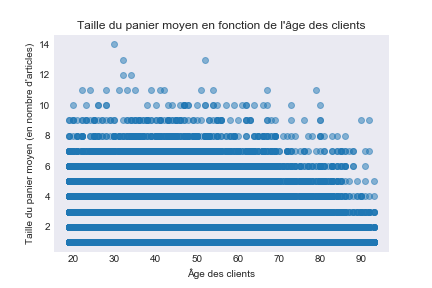 Taille du panier moyen en fonction de l'âge des clients
Taille du panier moyen (en nombre d'articles)
14
12
10
8
6
4
2
20 30 40 50 60 70 80 90
Âge des clients